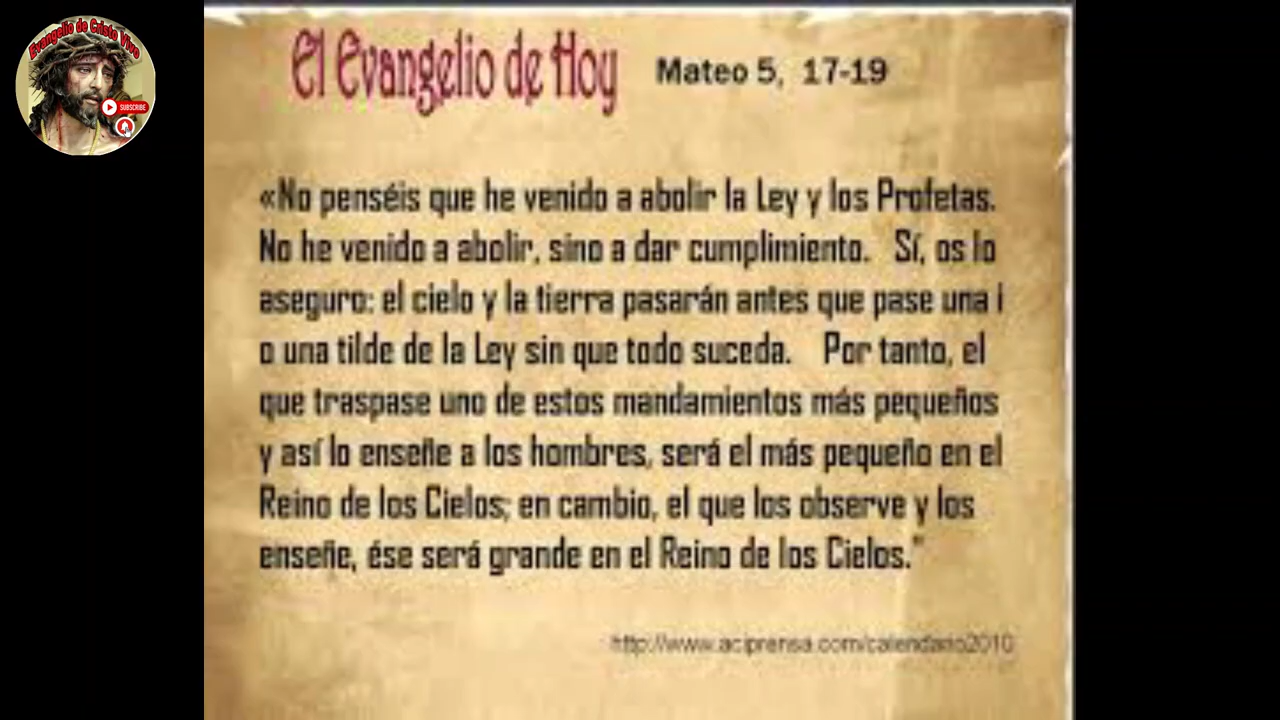 Evangelio de Cristo Vivo
SUBSCRIBE
El Evangelio de Hoy Mateo 5, 17-19
«No penséis que he venido a abolir la Ley y los Profetas.
No he venido a abolir, sino a dar cumplimiento. Sí, os lo
aseguro: el cielo y la tierra pasarán antes que pase una i
o una tilde de la Ley sin que todo suceda. Por tanto, el
que traspase uno de estos mandamientos más pequeños
y así lo enseñe a los hombres, será el más pequeño en el
Reino de los Cielos; en cambio, el que los observe y los
enseñe, ése será grande en el Reino de los Cielos."
http://www.aciprensa.com/calendario2010